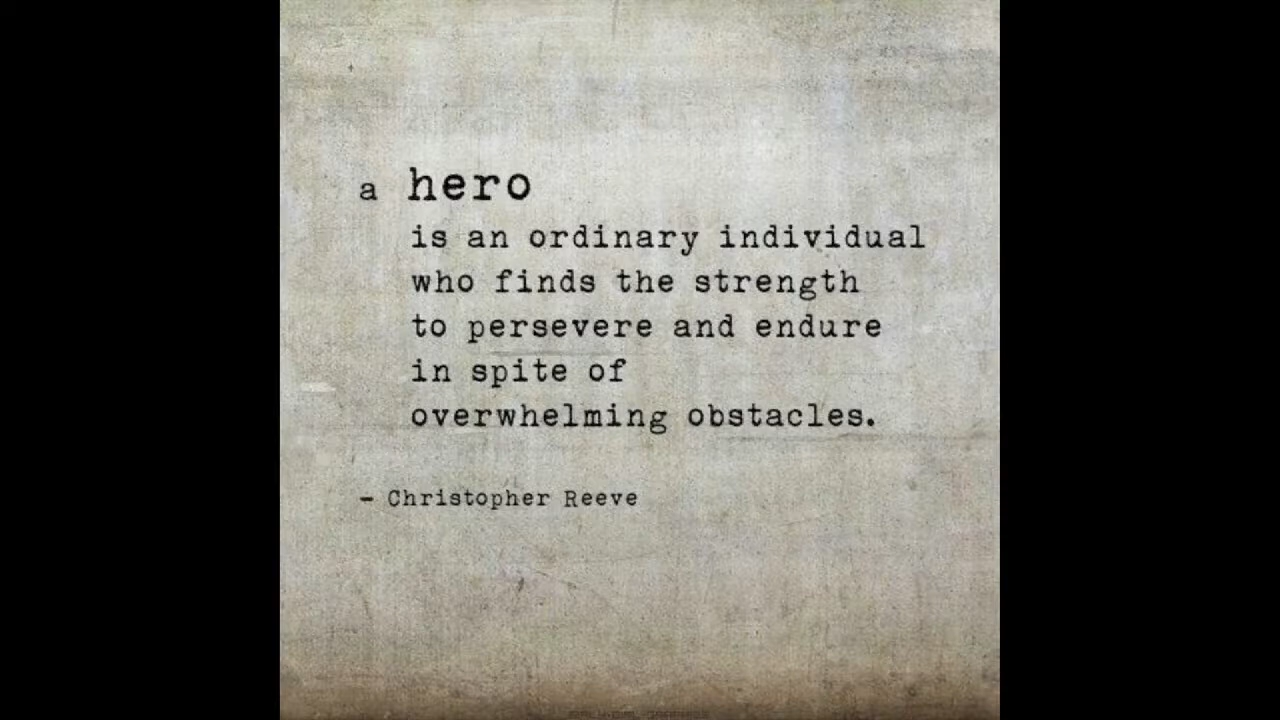 a hero
is an ordinary individual
who finds the strength
to persevere and endure
in spite of
overwhelming obstacles.
- Christopher Reeve